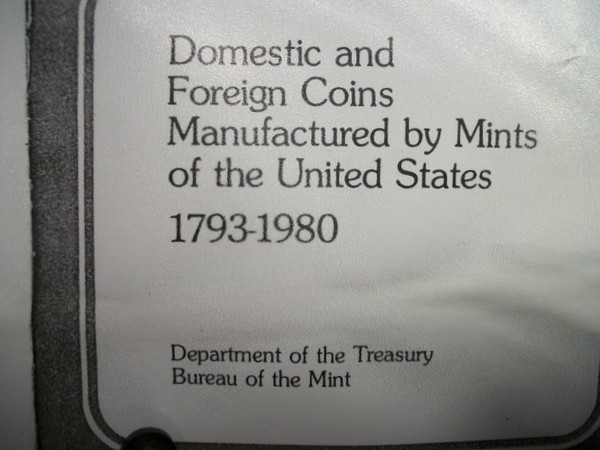 Domestic and
Foreign Coins
Manufactured by Mints
of the United States
1793-1980
Department of the Treasury
Bureau of the Mint